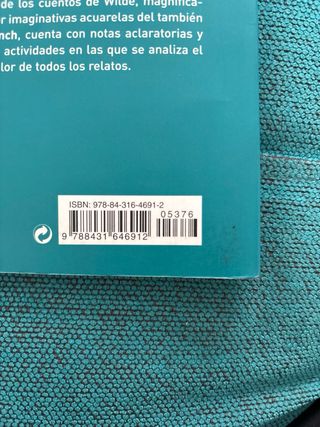 de los cuentos de Wilde, magnífica-
or imaginativas acuarelas del también
nch, cuenta con notas aclaratorias y
actividades en las que se analiza el
lor de todos los relatos.
ISBN: 978-84-316-4691-2
05376
9 788431 646912